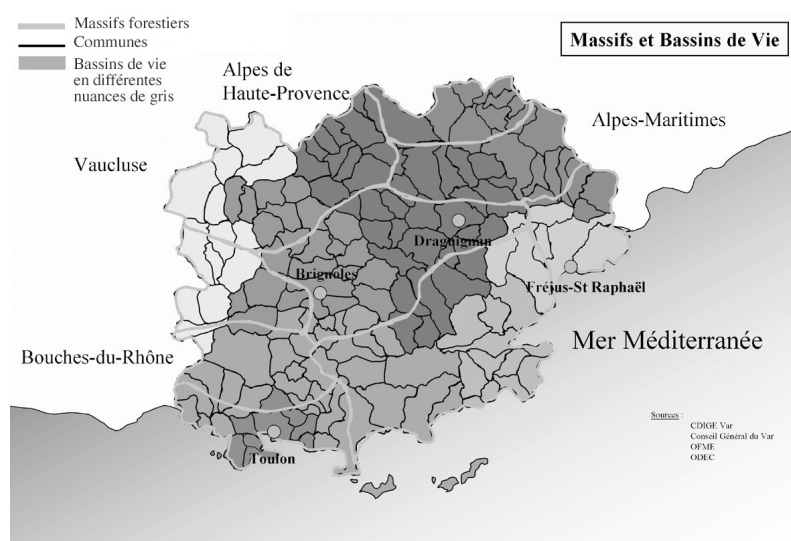 Massifs forestiers
Communes
Bassins de vie
en différentes
nuances de gris
Massifs et Bassins de Vie
Alpes de
Haute-Provence
Alpes-Maritimes
Vaucluse
Draguignan
Brignoles
Fréjus-St Raphaël
Bouches-du-Rhône
Mer Méditerranée
Toulon
Sources :
CDIGE Var
Conseil Général du Var
OFME
ODEC